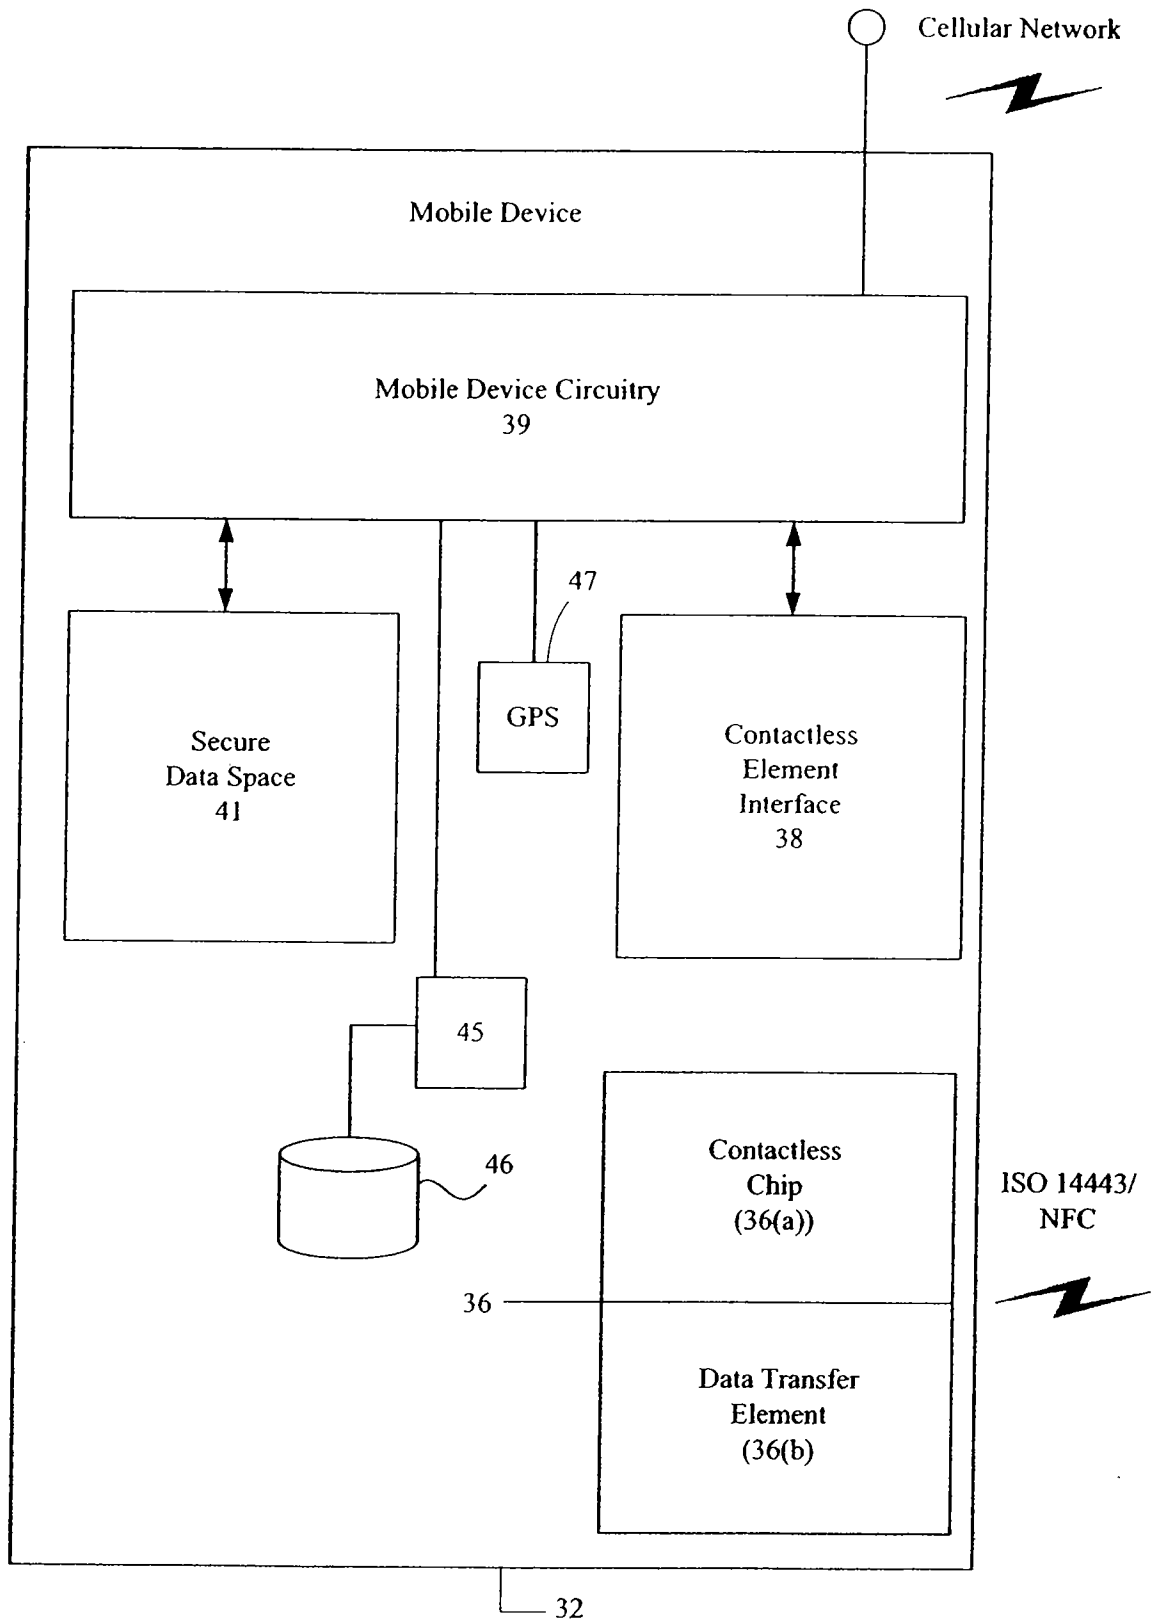 Cellular Network
Mobile Device
Mobile Device Circuitry
39
47
GPS
Secure
Data Space
41
Contactless
Element
Interface
38
45
46
Contactless
Chip
(36(a))
ISO 14443/
NFC
36
Data Transfer
Element
(36(b)
32